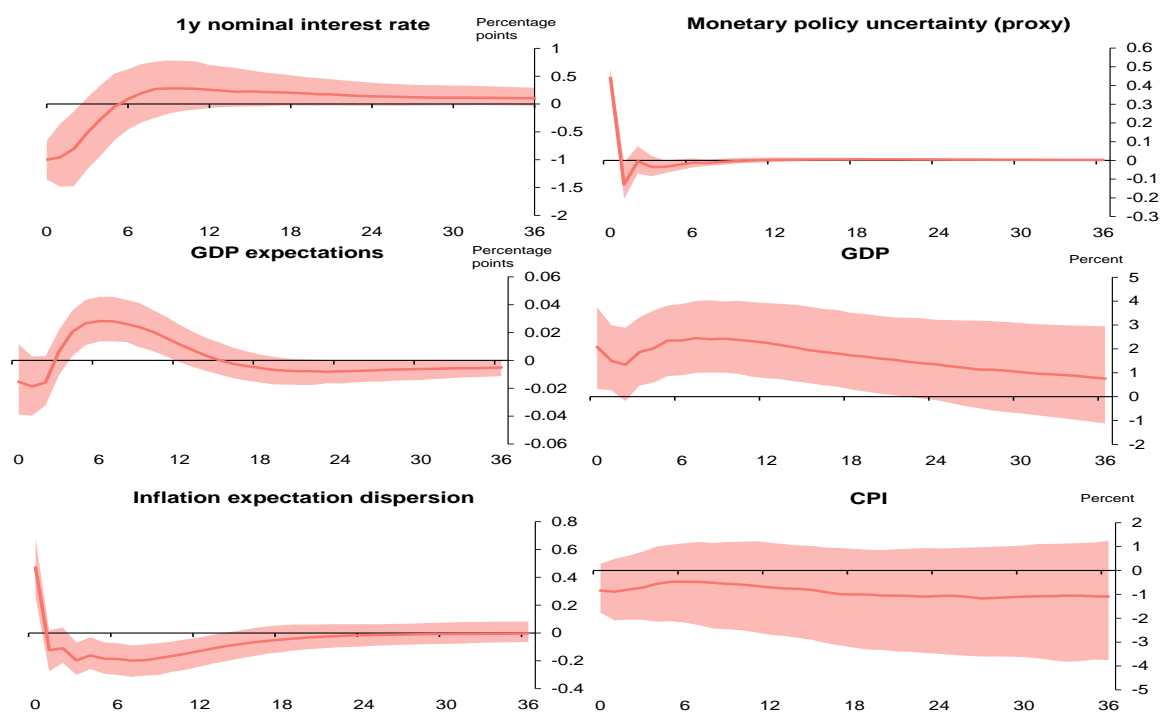 1y nominal interest rate
Percentage
points
1
0.5
0
-0.5
-1
-1.5
-2
0 6 12 18 24 30 36
Monetary policy uncertainty (proxy)
0.6
0.5
0.4
0.3
0.2
0.1
0
-0.1
-0.2
-0.3
0 6 12 18 24 30 36
GDP expectations
Percentage
points
0.06
0.04
0.02
0
-0.02
-0.04
-0.06
0 6 12 18 24 30 36
GDP
Percent
5
4
3
2
1
0
-1
-2
0 6 12 18 24 30 36
Inflation expectation dispersion
0.8
0.6
0.4
0.2
0
-0.2
-0.4
0 6 12 18 24 30 36
CPI
Percent
2
1
0
-1
-2
-3
-4
-5
0 6 12 18 24 30 36